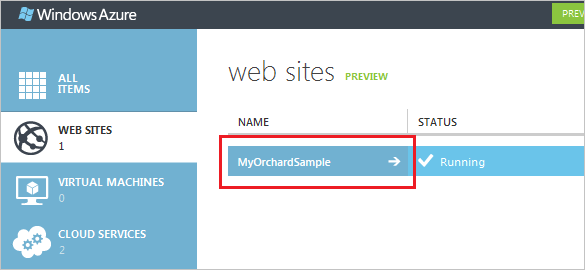 Windows Azure
PREV
ALL
ITEMS
WEB SITES
1
VIRTUAL MACHINES
0
CLOUD SERVICES
2
web sites PREVIEW
NAME STATUS
MyOrchardSample Running